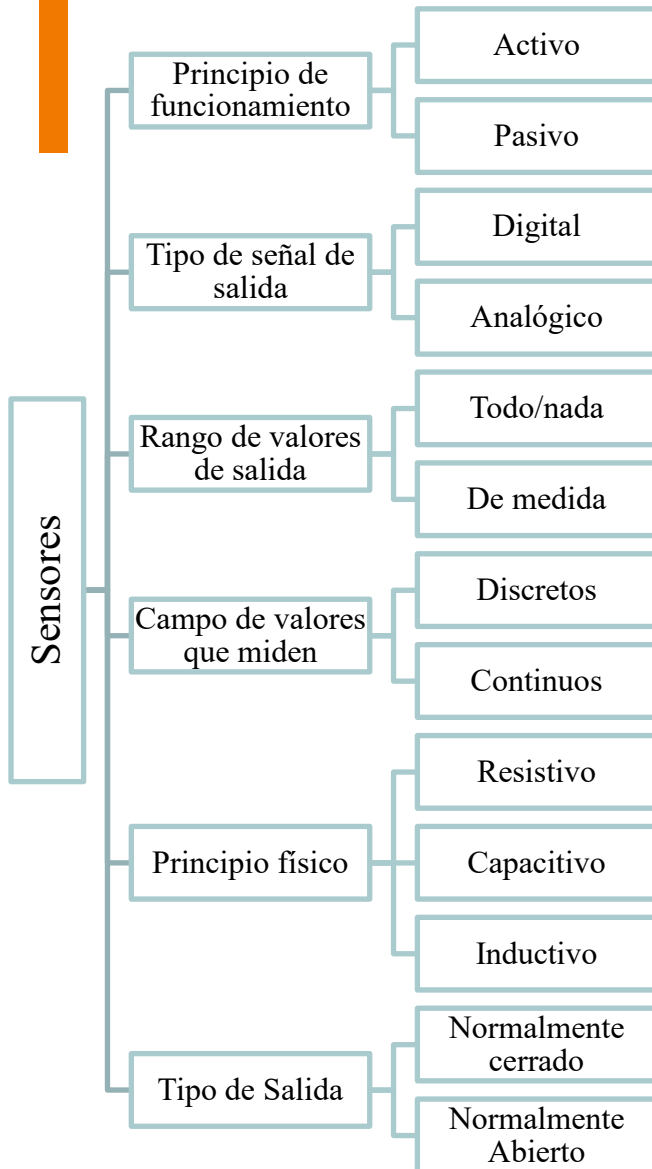 Sensores
Principio de
funcionamiento
Activo
Pasivo
Tipo de señal de
salida
Digital
Analógico
Rango de valores
de salida
Todo/nada
De medida
Campo de valores
que miden
Discretos
Continuos
Principio físico
Resistivo
Capacitivo
Inductivo
Tipo de Salida
Normalmente
cerrado
Normalmente
Abierto